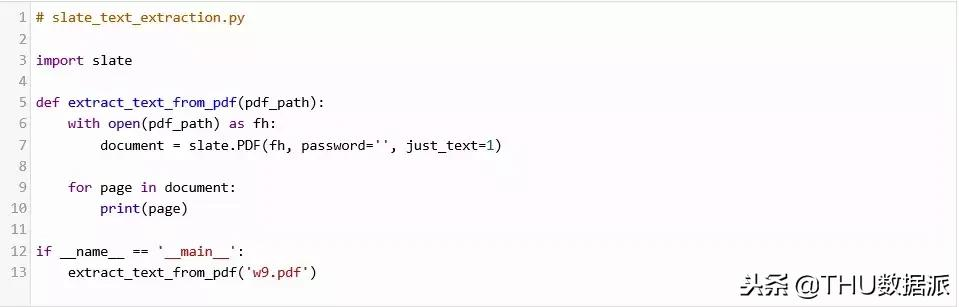 1 # slate_text_extraction.py
2
3 import slate
4
5 def extract_text_from_pdf(pdf_path):
6     with open(pdf_path) as fh:
7         document = slate.PDF(fh, password='', just_text=1)
8
9     for page in document:
10         print(page)
11
12 if __name__ == '__main__':
13     extract_text_from_pdf('w9.pdf')
头条 @THU数据派